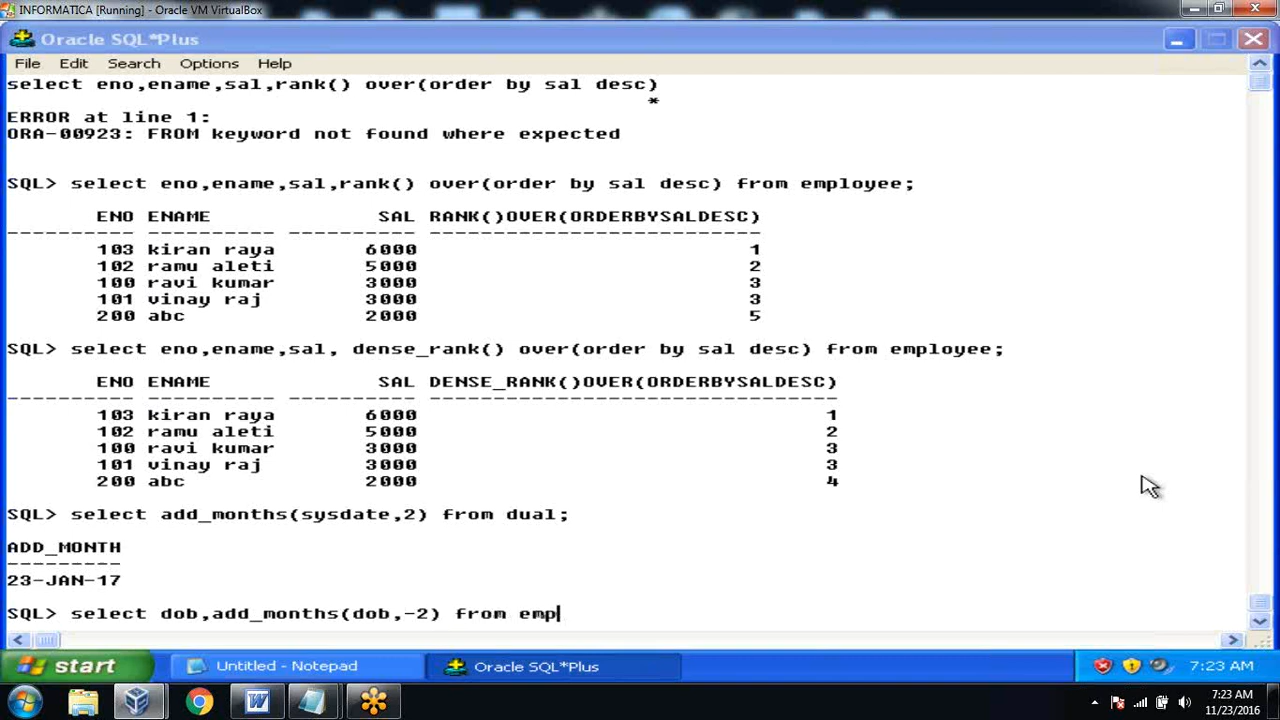 INFORMATICA [Running] - Oracle VM VirtualBox
Oracle SQL*Plus
File Edit Search Options Help
select eno,ename,sal,rank() over(order by sal desc)
*
ERROR at line 1:
ORA-00923: FROM keyword not found where expected
SQL> select eno,ename,sal,rank() over(order by sal desc) from employee;
ENO ENAME SAL RANK()OVER(ORDERBYSALDESC)
---------- ---------- ---------- --------------------------
103 kiran raya 6000 1
102 ramu aleti 5000 2
100 ravi kumar 3000 3
101 vinay raj 3000 3
200 abc 2000 5
SQL> select eno,ename,sal, dense_rank() over(order by sal desc) from employee;
ENO ENAME SAL DENSE_RANK()OVER(ORDERBYSALDESC)
---------- ---------- ---------- --------------------------------
103 kiran raya 6000 1
102 ramu aleti 5000 2
100 ravi kumar 3000 3
101 vinay raj 3000 3
200 abc 2000 4
SQL> select add_months(sysdate,2) from dual;
ADD_MONTH
---------
23-JAN-17
SQL> select dob,add_months(dob,-2) from emp
start Untitled - Notepad Oracle SQL*Plus 7:23 AM
7:23 AM
11/23/2016